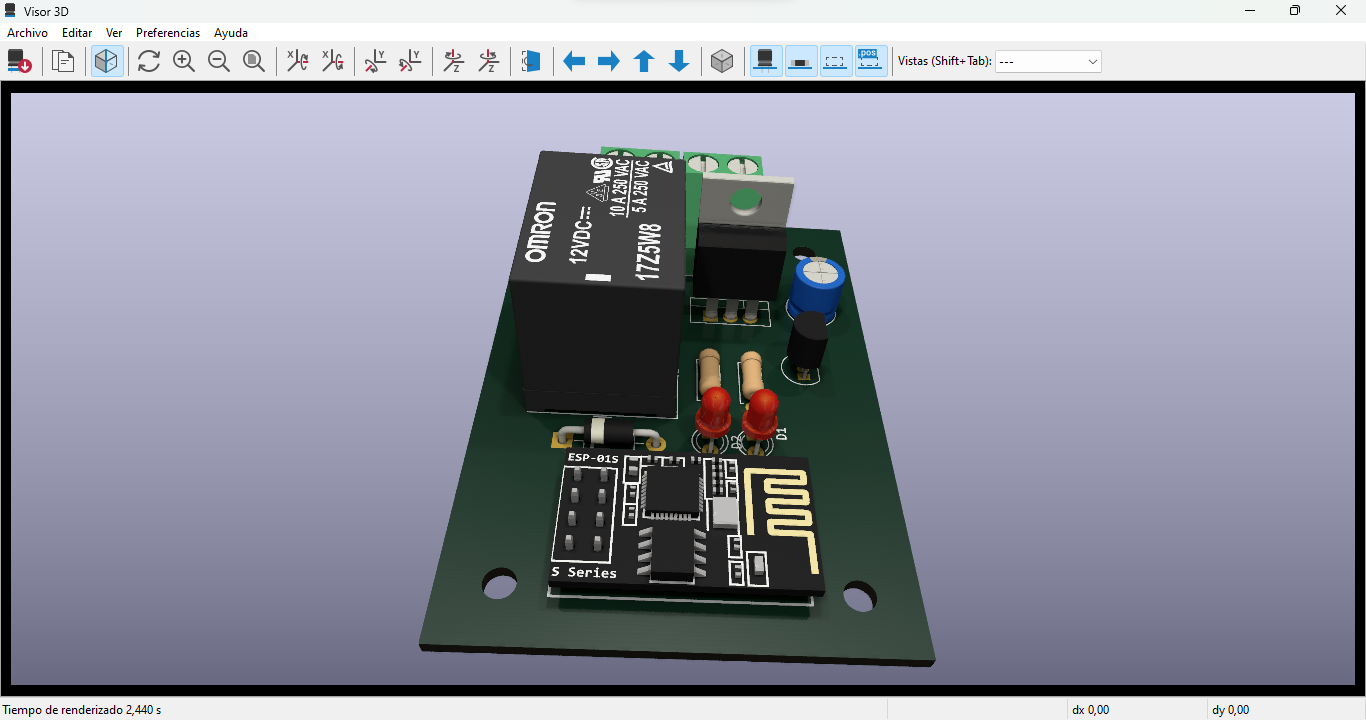 Visor 3D
Archivo Editar Ver Preferencias Ayuda
Vistas (Shift+Tab): ---
OMRON
12VDC
10 A 250 VAC
5 A 250 VAC
17Z5W8
D2
D1
ESP-01S
S Series
Tiempo de renderizado 2,440 s
dx 0,00
dy 0,00